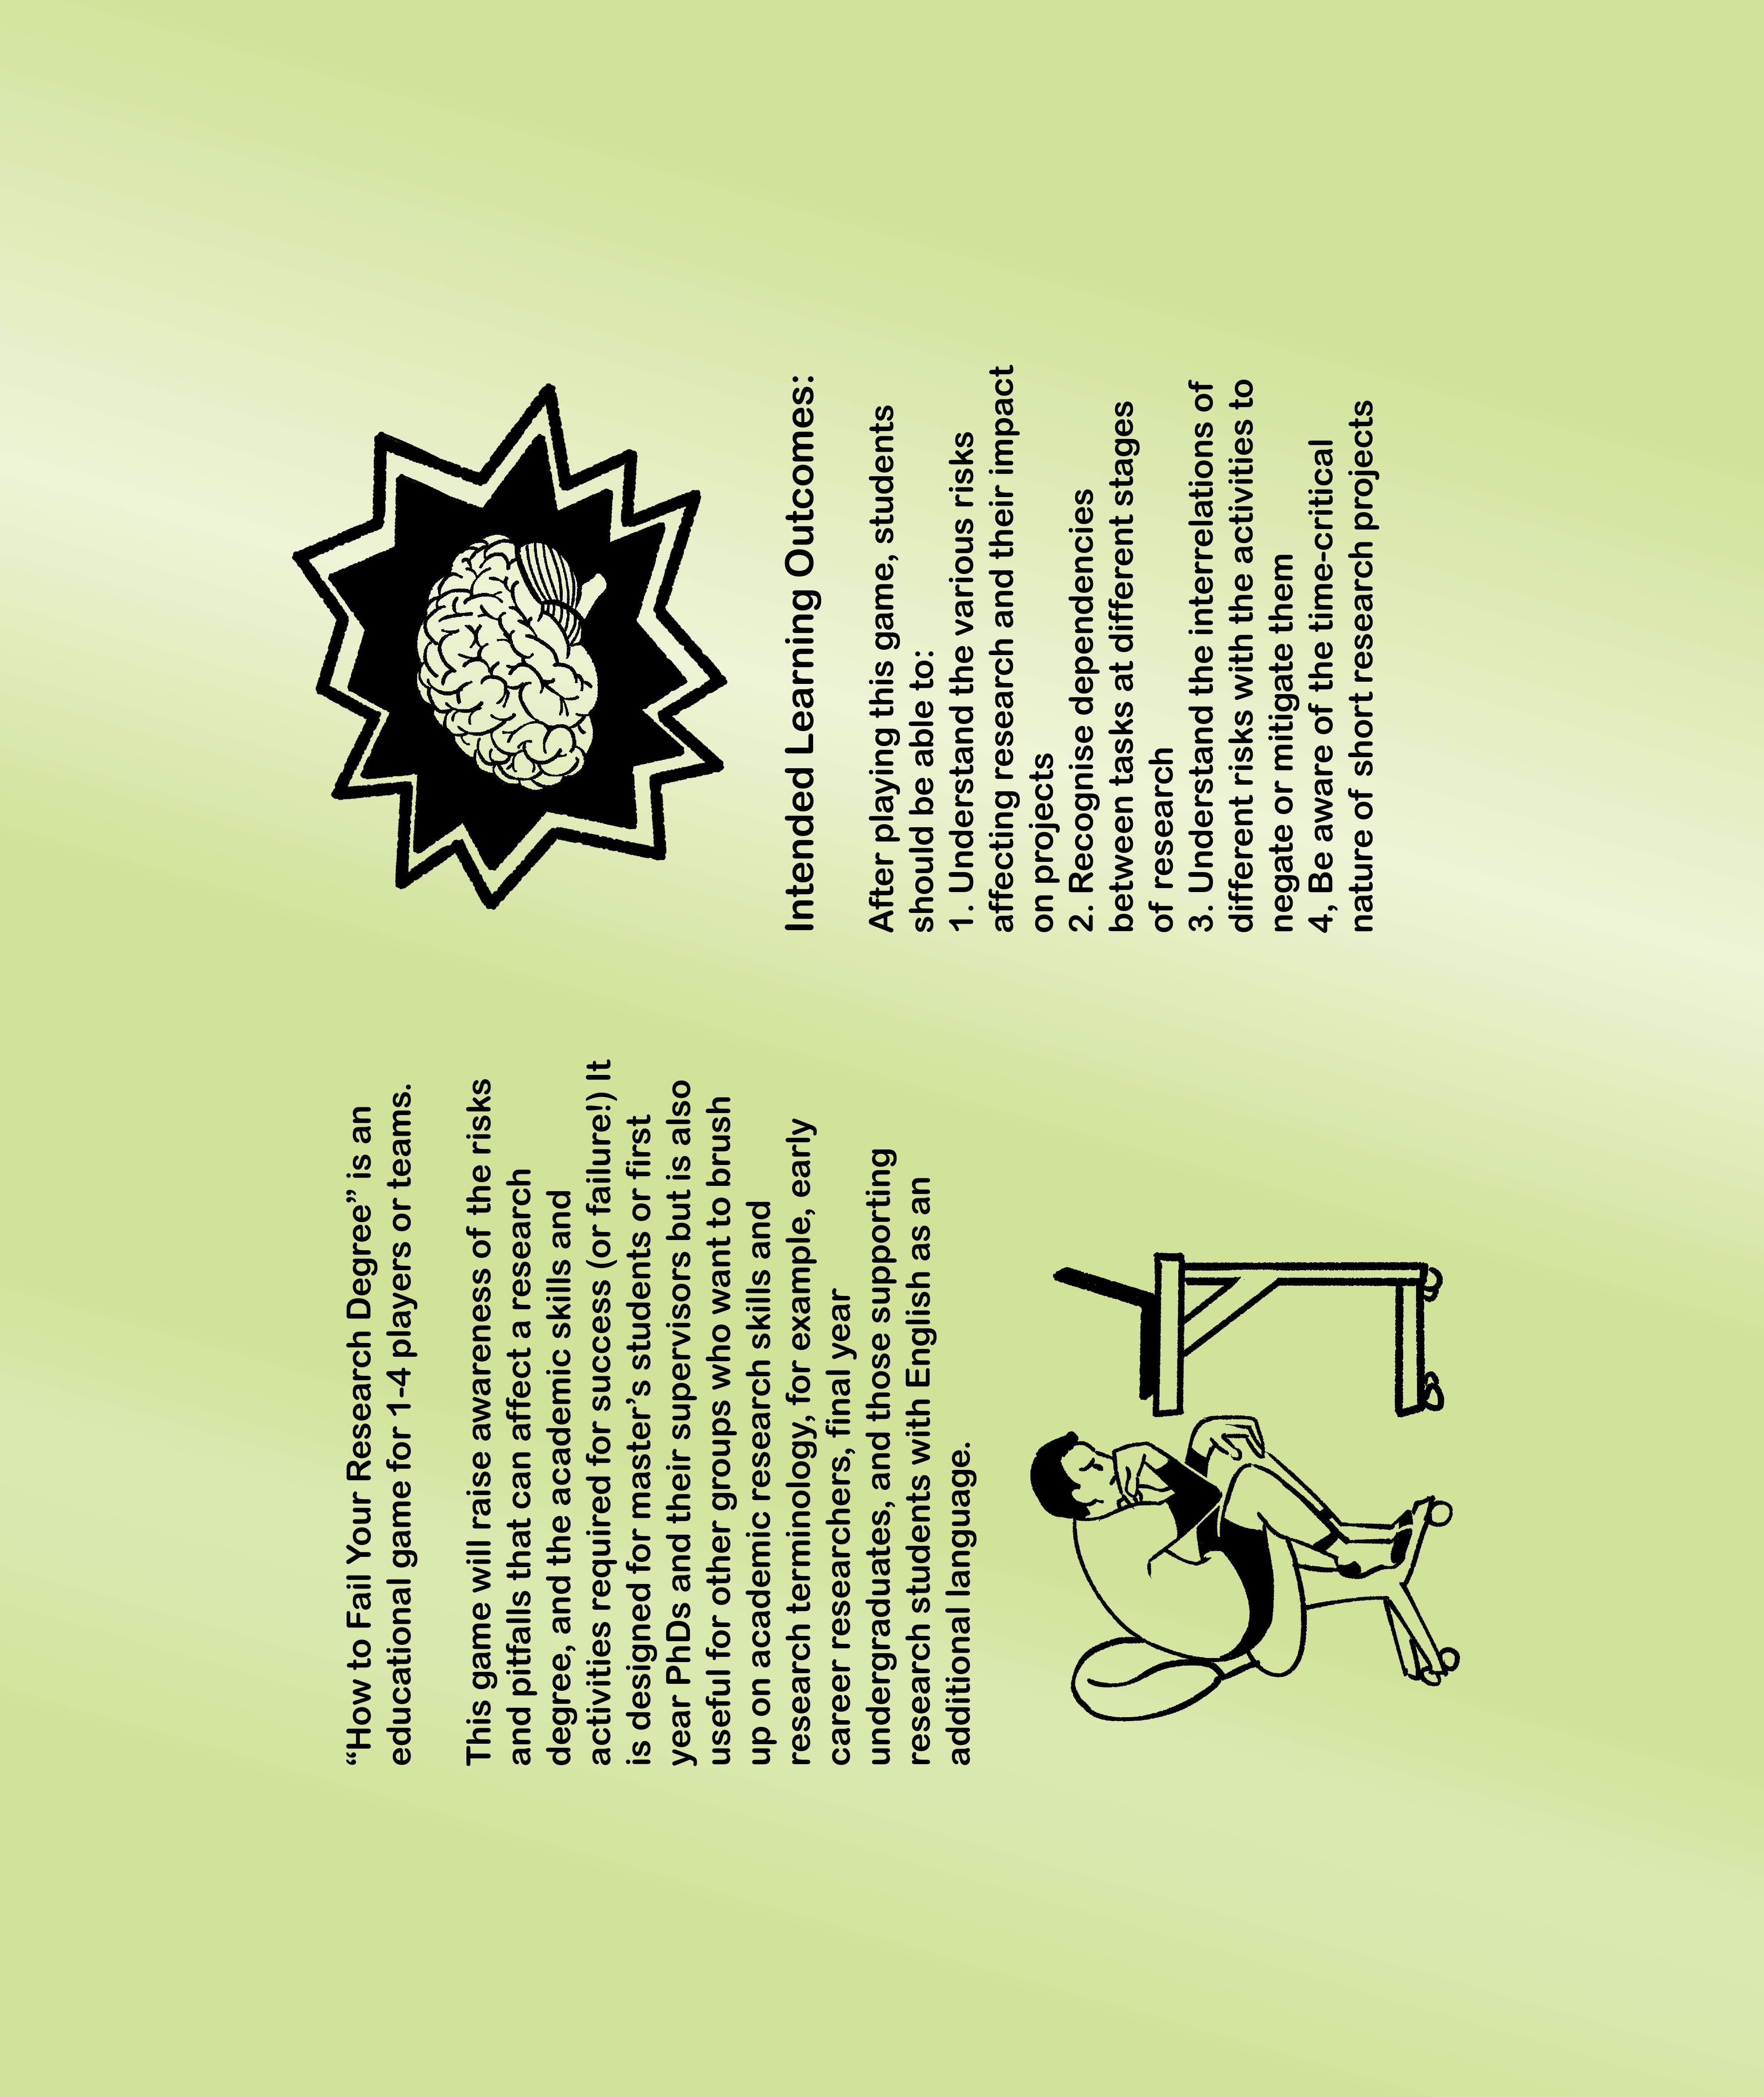 “How to Fail Your Research Degree” is an
educational game for 1-4 players or teams.
This game will raise awareness of the risks
and pitfalls that can affect a research
degree, and the academic skills and
activities required for success (or failure!) It
is designed for master’s students or first
year PhDs and their supervisors but is also
useful for other groups who want to brush
up on academic research skills and
research terminology, for example, early
career researchers, final year
undergraduates, and those supporting
research students with English as an
additional language.
Intended Learning Outcomes:
After playing this game, students
should be able to:
1. Understand the various risks
affecting research and their impact
on projects
2. Recognise dependencies
between tasks at different stages
of research
3. Understand the interrelations of
different risks with the activities to
negate or mitigate them
4, Be aware of the time-critical
nature of short research projects